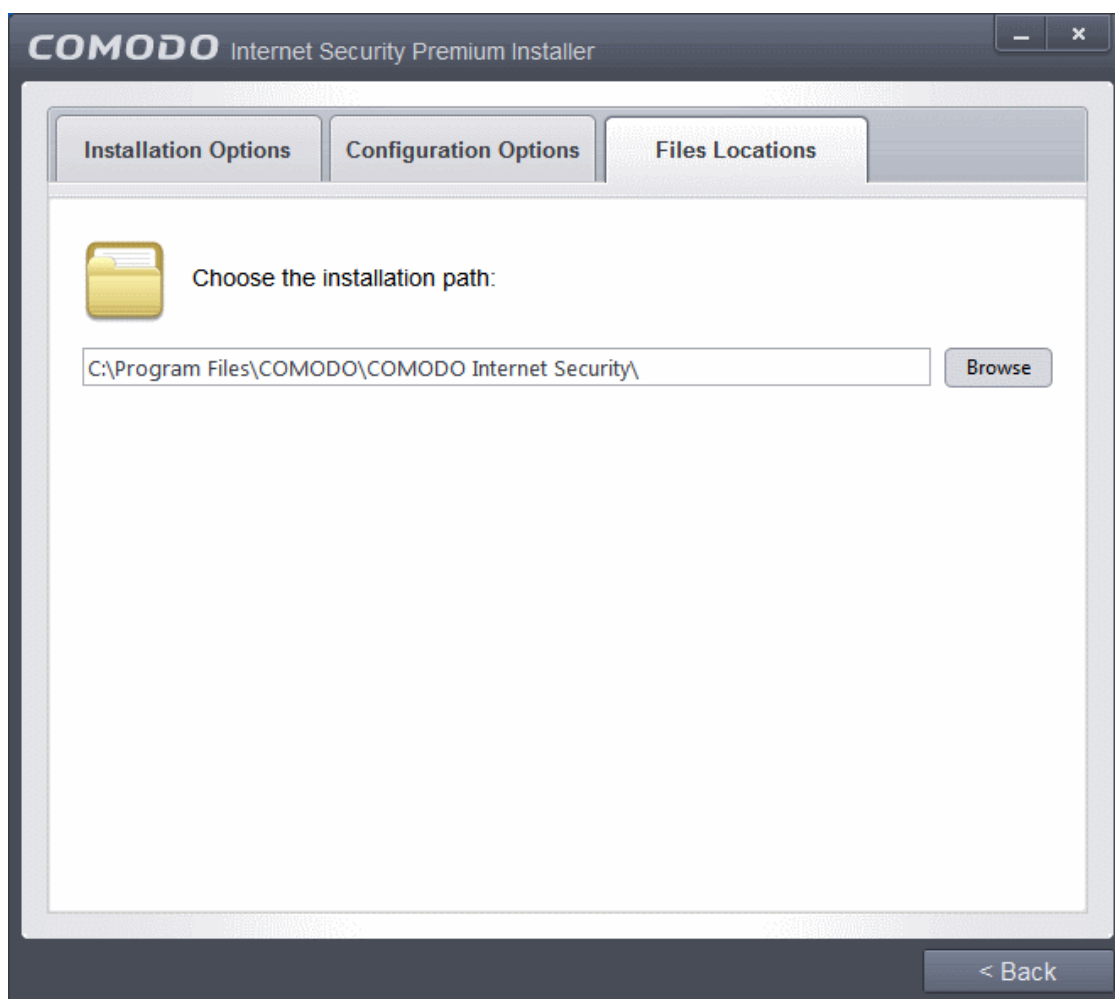 COMODO Internet Security Premium Installer
Installation Options
Configuration Options
Files Locations
Choose the installation path:
C:\Program Files\COMODO\COMODO Internet Security\
Browse
< Back